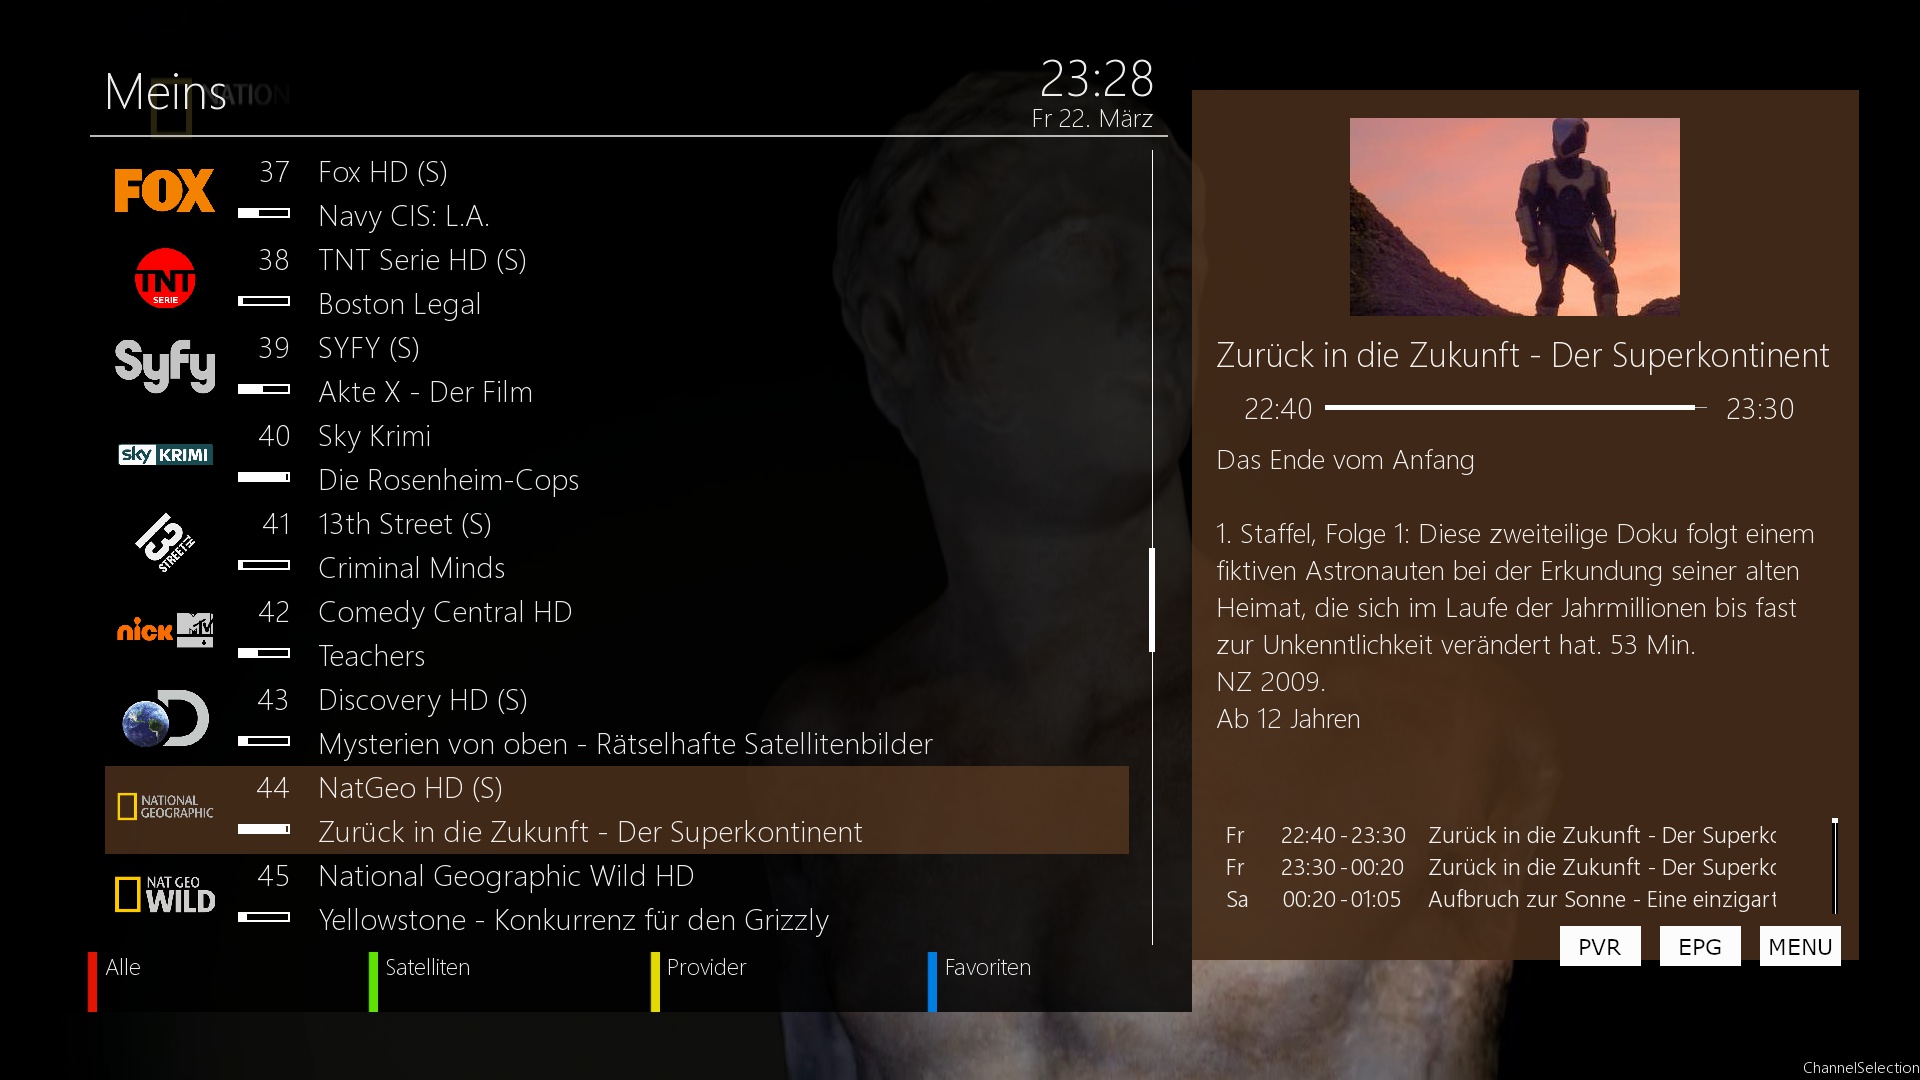 Meins
NATION
23:28
Fr 22. März
FOX
37 Fox HD (S)
Navy CIS: L.A.
TNT
SERIE
38 TNT Serie HD (S)
Boston Legal
Syfy
39 SYFY (S)
Akte X - Der Film
sky KRIMI
40 Sky Krimi
Die Rosenheim-Cops
13TH
STREET
41 13th Street (S)
Criminal Minds
nick MTV
+
42 Comedy Central HD
Teachers
D
43 Discovery HD (S)
Mysterien von oben - Rätselhafte Satellitenbilder
NATIONAL
GEOGRAPHIC
44 NatGeo HD (S)
Zurück in die Zukunft - Der Superkontinent
NAT GEO
WILD
45 National Geographic Wild HD
Yellowstone - Konkurrenz für den Grizzly
Alle
Satelliten
Provider
Favoriten
Zurück in die Zukunft - Der Superkontinent
22:40 23:30
Das Ende vom Anfang
1. Staffel, Folge 1: Diese zweiteilige Doku folgt einem
fiktiven Astronauten bei der Erkundung seiner alten
Heimat, die sich im Laufe der Jahrmillionen bis fast
zur Unkenntlichkeit verändert hat. 53 Min.
NZ 2009.
Ab 12 Jahren
Fr 22:40 - 23:30 Zurück in die Zukunft - Der Superkc
Fr 23:30 - 00:20 Zurück in die Zukunft - Der Superkc
Sa 00:20 - 01:05 Aufbruch zur Sonne - Eine einzigart
PVR
EPG
MENU
ChannelSelection